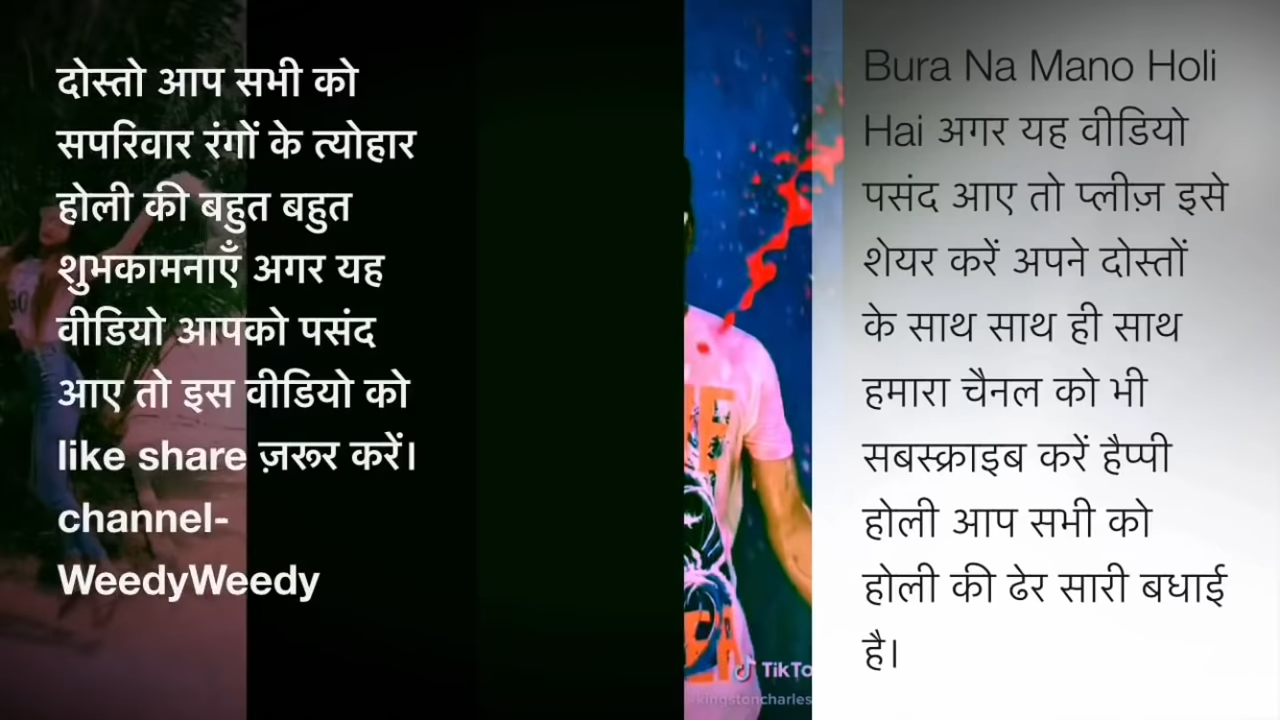 दोस्तो आप सभी को
सपरिवार रंगों के त्योहार
होली की बहुत बहुत
शुभकामनाएँ अगर यह
वीडियो आपको पसंद
आए तो इस वीडियो को
like share ज़रूर करें।
channel-
WeedyWeedy
TikTo
kingstoncharles
Bura Na Mano Holi
Hai अगर यह वीडियो
पसंद आए तो प्लीज़ इसे
शेयर करें अपने दोस्तों
के साथ साथ ही साथ
हमारा चैनल को भी
सबस्क्राइब करें हैप्पी
होली आप सभी को
होली की ढेर सारी बधाई
है।